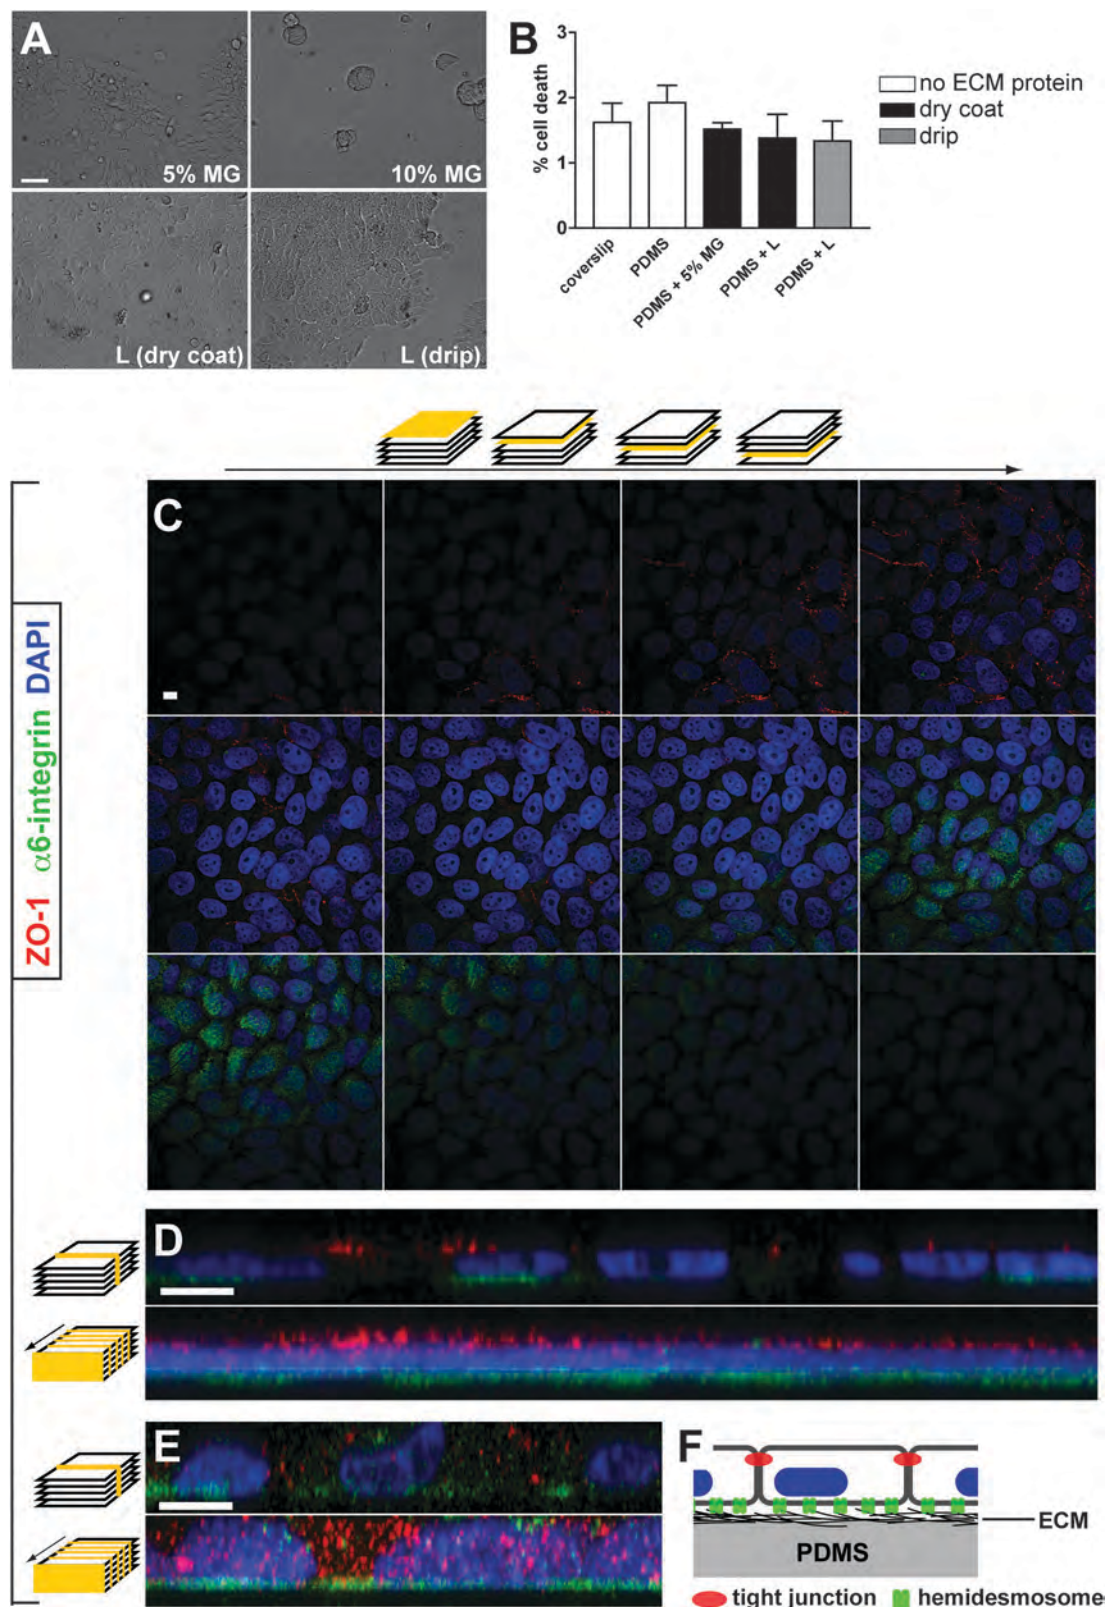 A
5% MG
10% MG
L (dry coat)
L (drip)
B
3
2
1
0
% cell death
coverslip
PDMS
PDMS + 5% MG
PDMS + L
PDMS + L
no ECM protein
dry coat
drip
C
ZO-1 α6-integrin DAPI
D
E
F
ECM
PDMS
tight junction
hemidesmosome